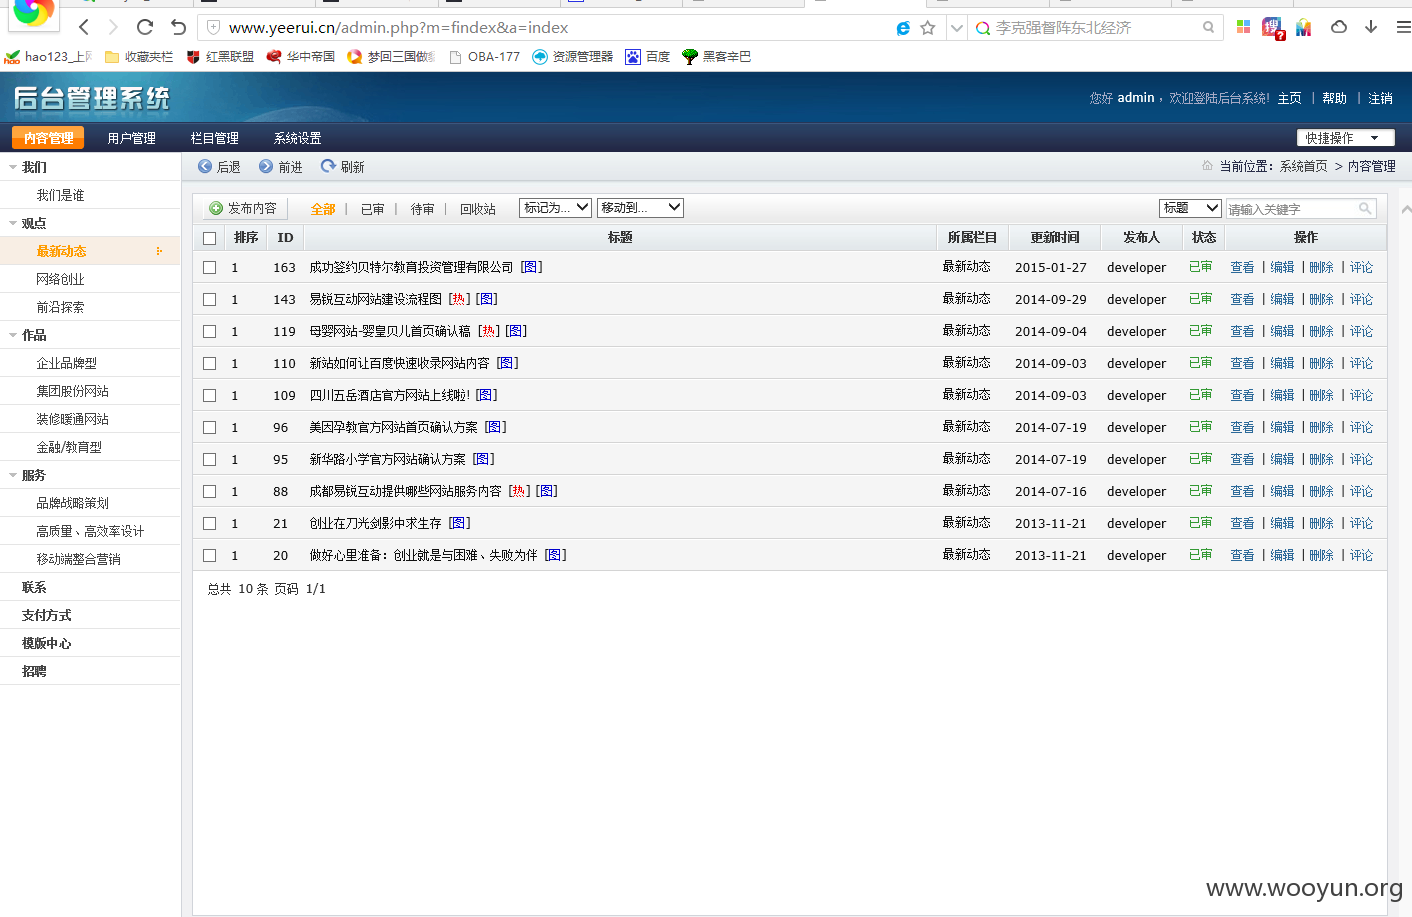 www.yeerui.cn/admin.php?m=findex&a=index
李克强督阵东北经济
hao123_上网 收藏夹栏 红黑联盟 华中帝国 梦回三国做 OBA-177 资源管理器 百度 黑客辛巴
后台管理系统
您好 admin，欢迎登陆后台系统! 主页 | 帮助 | 注销
内容管理 用户管理 栏目管理 系统设置 快捷操作
后退 前进 刷新 当前位置：系统首页 > 内容管理
我们
我们是谁
观点
最新动态
网络创业
前沿探索
作品
企业品牌型
集团股份网站
装修暖通网站
金融/教育型
服务
品牌战略策划
高质量、高效率设计
移动端整合营销
联系
支付方式
模版中心
招聘
发布内容 全部 | 已审 | 待审 | 回收站 标记为... 移动到... 标题 请输入关键字
排序 ID 标题 所属栏目 更新时间 发布人 状态 操作
1 163 成功签约贝特尔教育投资管理有限公司 [图] 最新动态 2015-01-27 developer 已审 查看 | 编辑 | 删除 | 评论
1 143 易锐互动网站建设流程图 [热] [图] 最新动态 2014-09-29 developer 已审 查看 | 编辑 | 删除 | 评论
1 119 母婴网站-婴皇贝儿首页确认稿 [热] [图] 最新动态 2014-09-04 developer 已审 查看 | 编辑 | 删除 | 评论
1 110 新站如何让百度快速收录网站内容 [图] 最新动态 2014-09-03 developer 已审 查看 | 编辑 | 删除 | 评论
1 109 四川五岳酒店官方网站上线啦! [图] 最新动态 2014-09-03 developer 已审 查看 | 编辑 | 删除 | 评论
1 96 美因孕教官方网站首页确认方案 [图] 最新动态 2014-07-19 developer 已审 查看 | 编辑 | 删除 | 评论
1 95 新华路小学官方网站确认方案 [图] 最新动态 2014-07-19 developer 已审 查看 | 编辑 | 删除 | 评论
1 88 成都易锐互动提供哪些网站服务内容 [热] [图] 最新动态 2014-07-16 developer 已审 查看 | 编辑 | 删除 | 评论
1 21 创业在刀光剑影中求生存 [图] 最新动态 2013-11-21 developer 已审 查看 | 编辑 | 删除 | 评论
1 20 做好心里准备：创业就是与困难、失败为伴 [图] 最新动态 2013-11-21 developer 已审 查看 | 编辑 | 删除 | 评论
总共 10 条 页码 1/1
www.wooyun.org